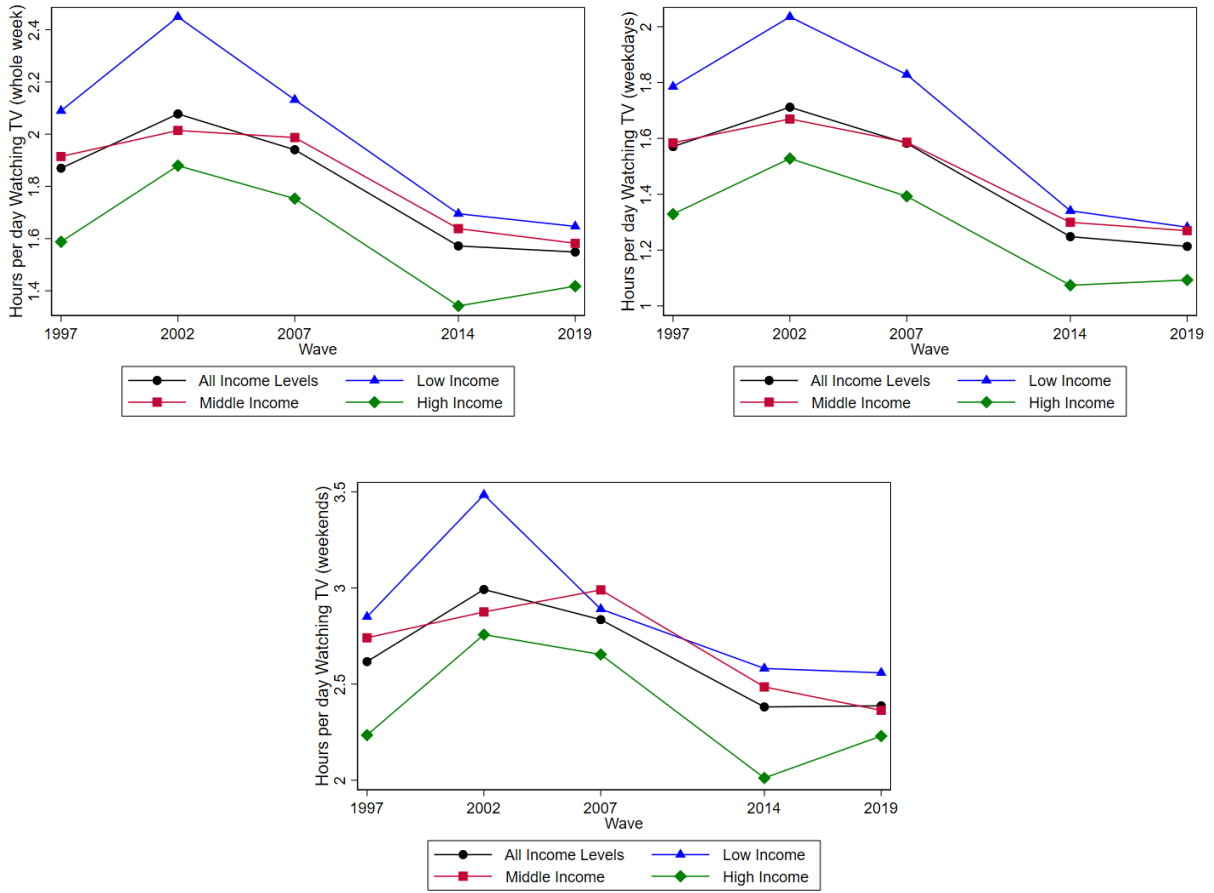 Hours per day Watching TV (whole week)
2.4
2.2
2
1.8
1.6
1.4
1997 2002 2007 2014 2019
Wave
All Income Levels Low Income
Middle Income High Income
Hours per day Watching TV (weekdays)
2
1.8
1.6
1.4
1.2
1
1997 2002 2007 2014 2019
Wave
All Income Levels Low Income
Middle Income High Income
Hours per day Watching TV (weekends)
3.5
3
2.5
2
1997 2002 2007 2014 2019
Wave
All Income Levels Low Income
Middle Income High Income